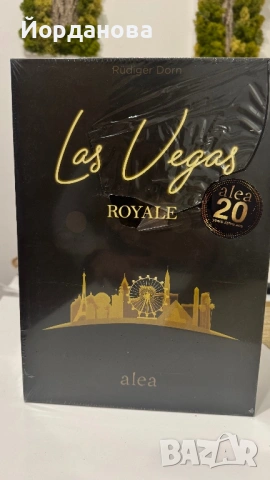 Йорданова
Rüdiger Dorn
Las Vegas
ROYALE
alea
20
alea
BAZAR